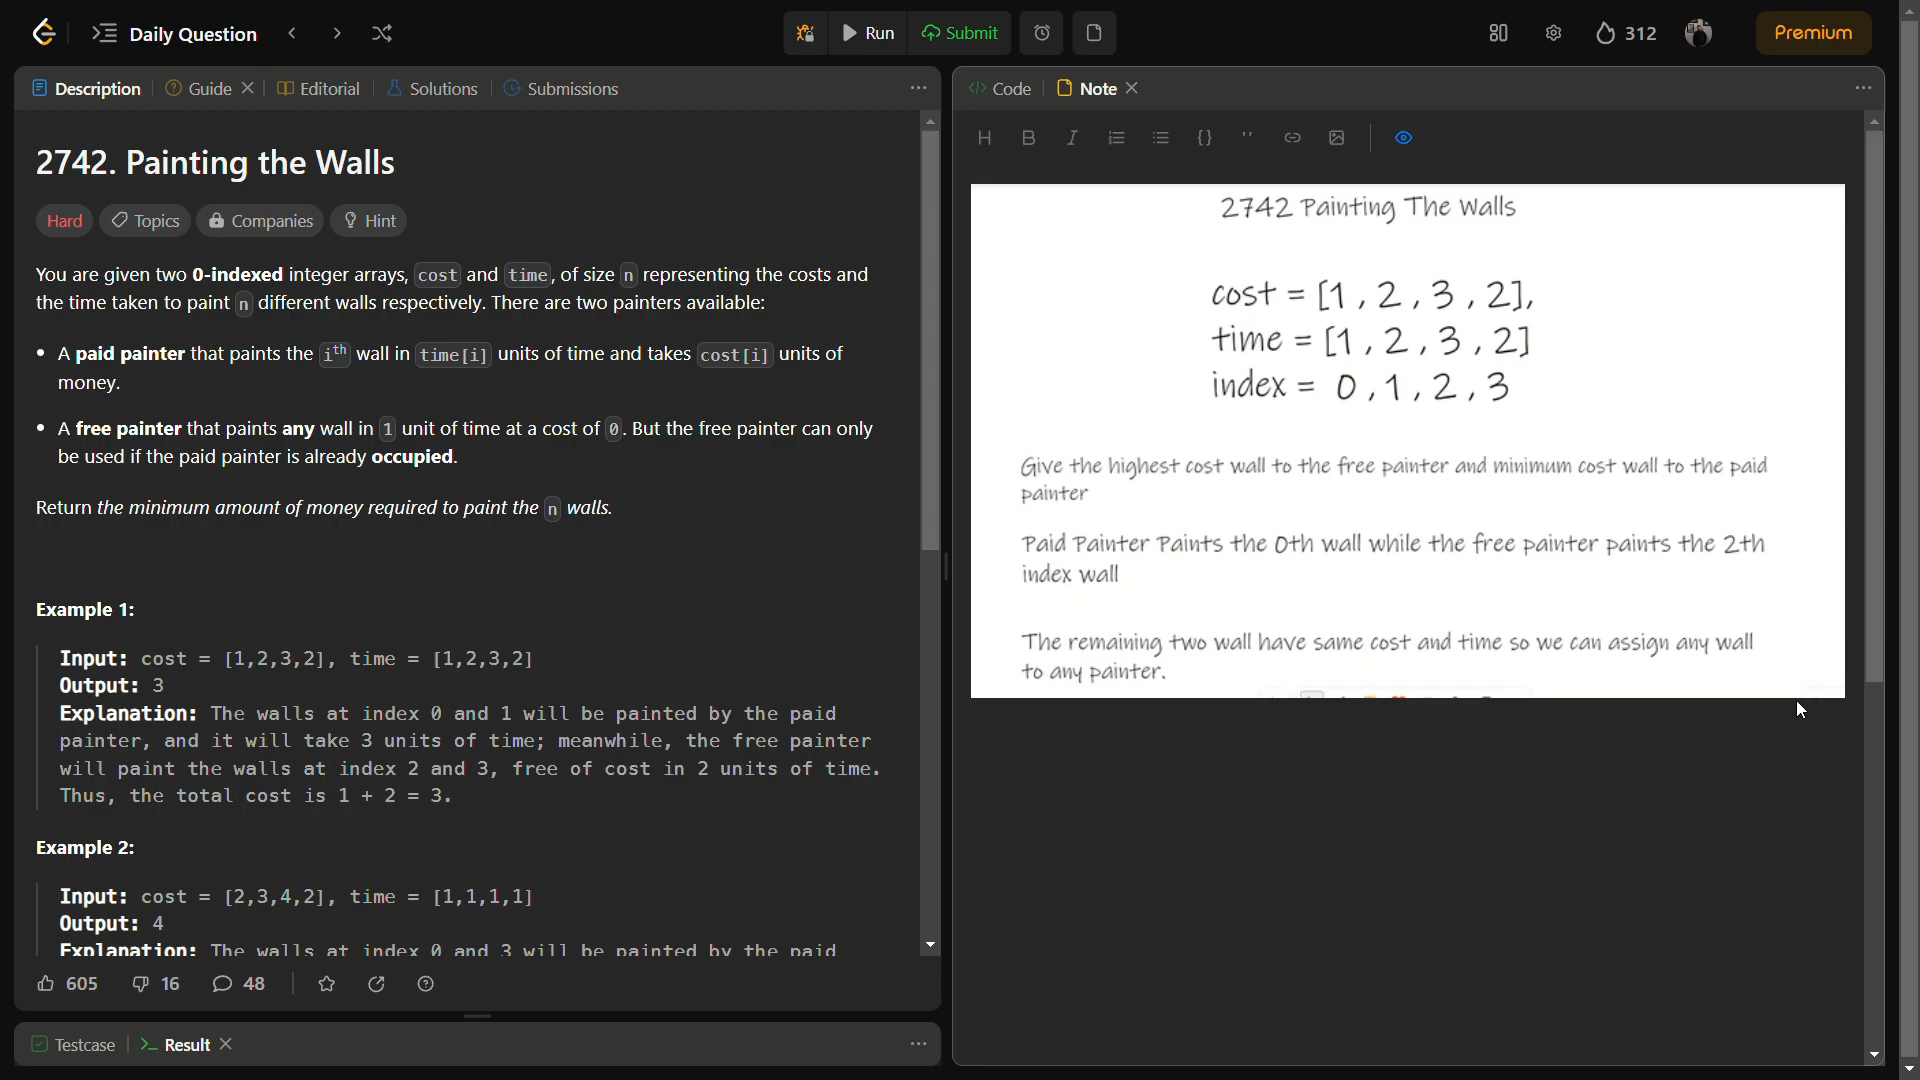 Daily Question
Run
Submit
312
Premium
Description
Guide
Editorial
Solutions
Submissions
2742. Painting the Walls
Hard
Topics
Companies
Hint
You are given two 0-indexed integer arrays, cost and time, of size n representing the costs and
the time taken to paint n different walls respectively. There are two painters available:
• A paid painter that paints the ith wall in time[i] units of time and takes cost[i] units of
money.
• A free painter that paints any wall in 1 unit of time at a cost of 0. But the free painter can only
be used if the paid painter is already occupied.
Return the minimum amount of money required to paint the n walls.
Example 1:
Input: cost = [1,2,3,2], time = [1,2,3,2]
Output: 3
Explanation: The walls at index 0 and 1 will be painted by the paid
painter, and it will take 3 units of time; meanwhile, the free painter
will paint the walls at index 2 and 3, free of cost in 2 units of time.
Thus, the total cost is 1 + 2 = 3.
Example 2:
Input: cost = [2,3,4,2], time = [1,1,1,1]
Output: 4
Explanation: The walls at index 0 and 3 will be painted by the paid
605
16
48
Testcase
Result
Code
Note
2742 Painting The Walls
cost = [1 , 2 , 3 , 2],
time = [1 , 2 , 3 , 2]
index = 0 , 1 , 2 , 3
Give the highest cost wall to the free painter and minimum cost wall to the paid
painter
Paid Painter Paints the 0th wall while the free painter paints the 2th
index wall
The remaining two wall have same cost and time so we can assign any wall
to any painter.